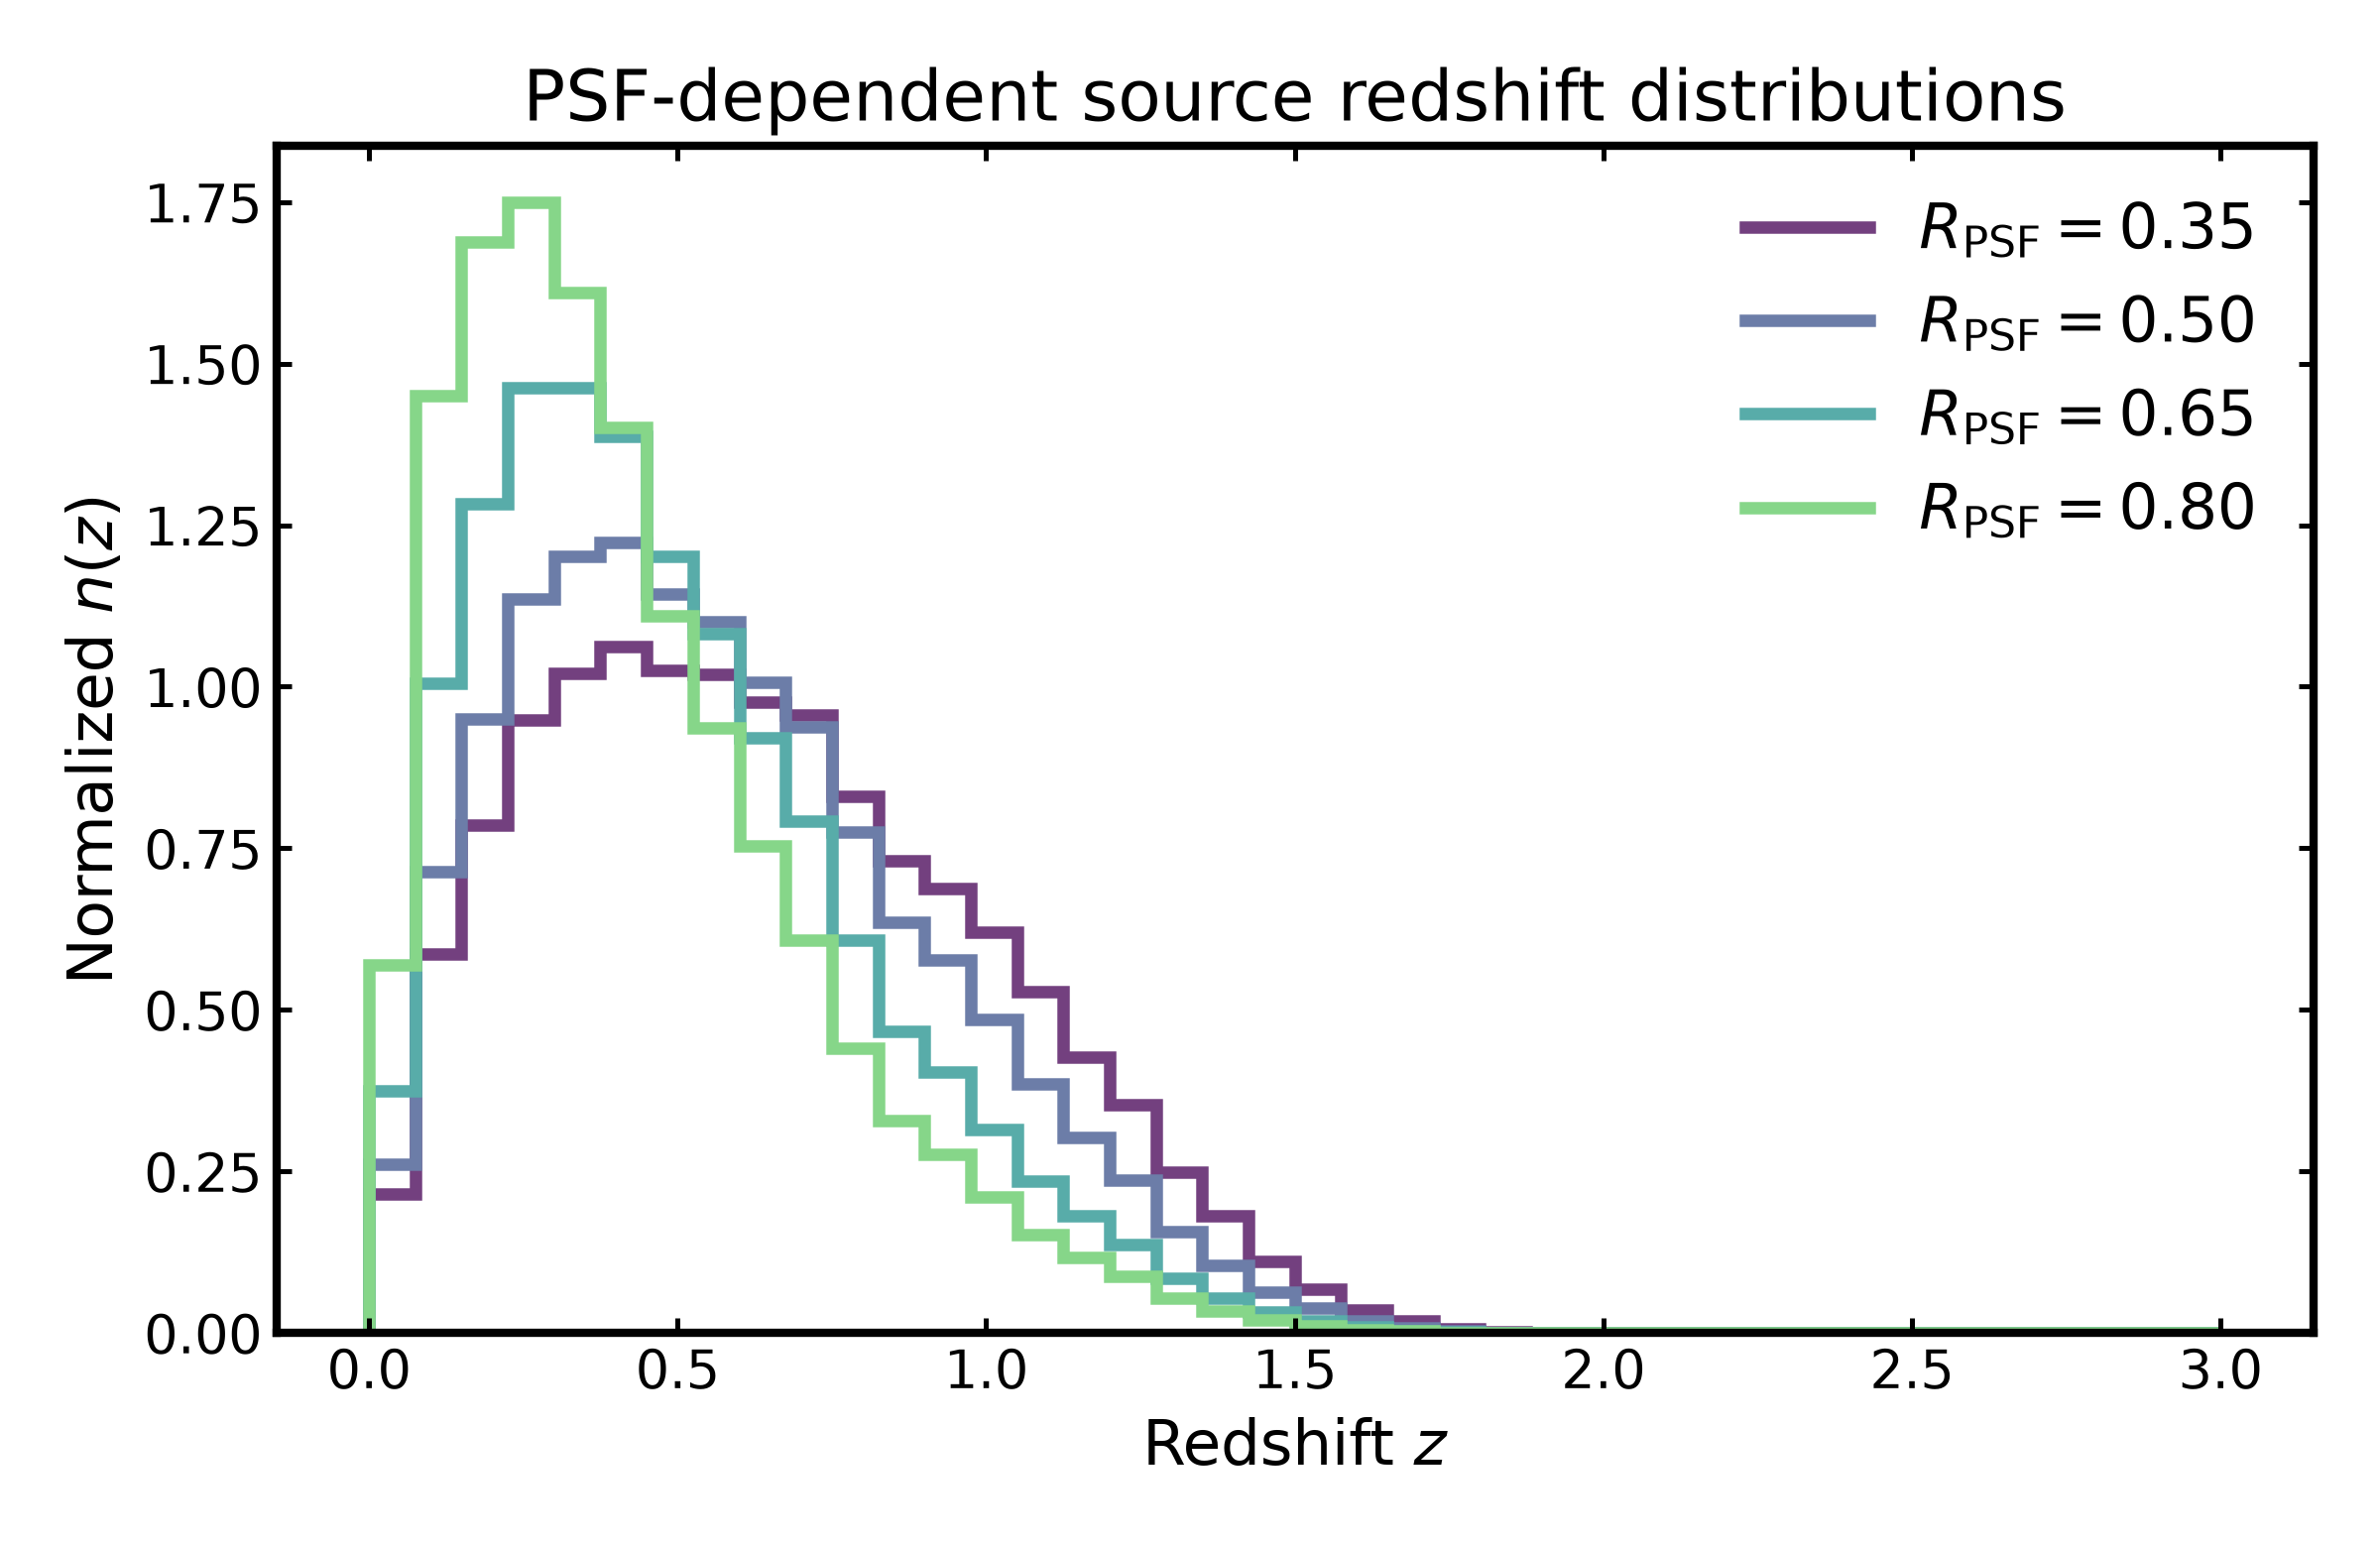 PSF-dependent source redshift distributions
R_PSF = 0.35
R_PSF = 0.50
R_PSF = 0.65
R_PSF = 0.80
Normalized n(z)
1.75
1.50
1.25
1.00
0.75
0.50
0.25
0.00
0.0 0.5 1.0 1.5 2.0 2.5 3.0
Redshift z